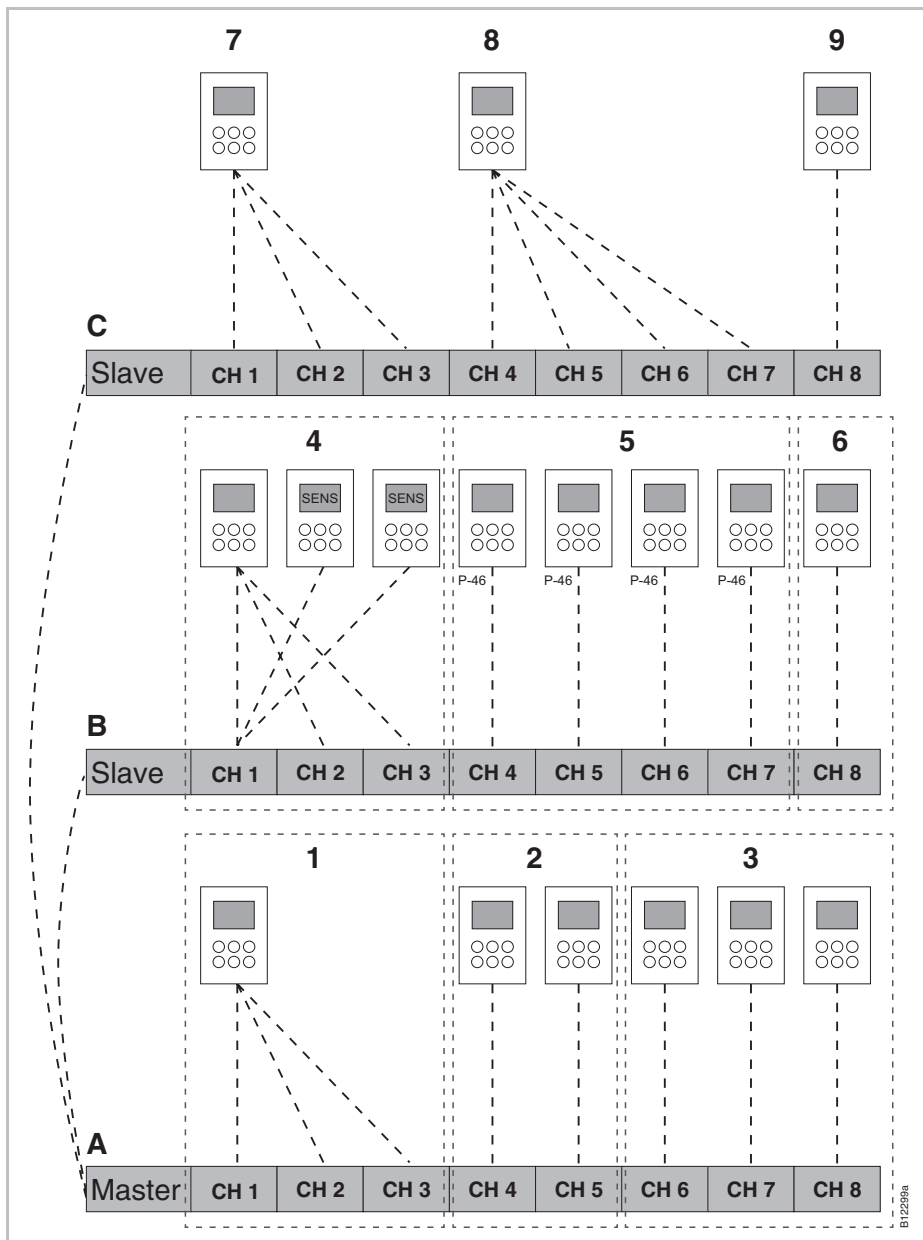 7 8 9
C
Slave CH 1 CH 2 CH 3 CH 4 CH 5 CH 6 CH 7 CH 8
4 5 6
SENS SENS
P-46 P-46 P-46 P-46
B
Slave CH 1 CH 2 CH 3 CH 4 CH 5 CH 6 CH 7 CH 8
1 2 3
A
Master CH 1 CH 2 CH 3 CH 4 CH 5 CH 6 CH 7 CH 8
B12299a